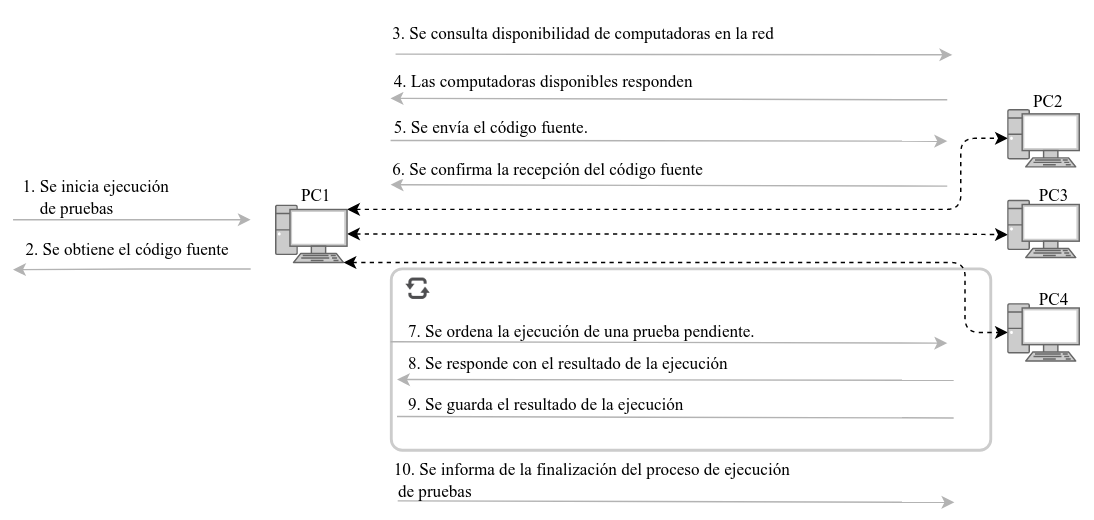 3. Se consulta disponibilidad de computadoras en la red
4. Las computadoras disponibles responden
PC2
5. Se envía el código fuente.
6. Se confirma la recepción del código fuente
1. Se inicia ejecución
de pruebas
PC1
PC3
2. Se obtiene el código fuente
PC4
7. Se ordena la ejecución de una prueba pendiente.
8. Se responde con el resultado de la ejecución
9. Se guarda el resultado de la ejecución
10. Se informa de la finalización del proceso de ejecución
de pruebas